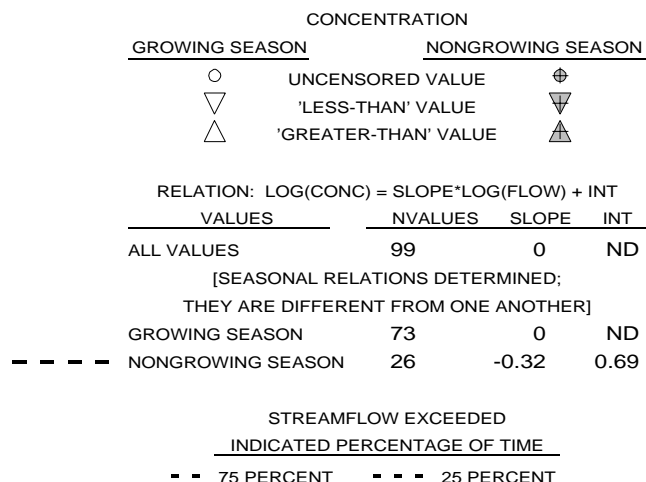 CONCENTRATION
GROWING SEASON NONGROWING SEASON
UNCENSORED VALUE
'LESS-THAN' VALUE
'GREATER-THAN' VALUE
RELATION: LOG(CONC) = SLOPE*LOG(FLOW) + INT
VALUES NVALUES SLOPE INT
ALL VALUES 99 0 ND
[SEASONAL RELATIONS DETERMINED;
THEY ARE DIFFERENT FROM ONE ANOTHER]
GROWING SEASON 73 0 ND
NONGROWING SEASON 26 -0.32 0.69
STREAMFLOW EXCEEDED
INDICATED PERCENTAGE OF TIME
75 PERCENT 25 PERCENT